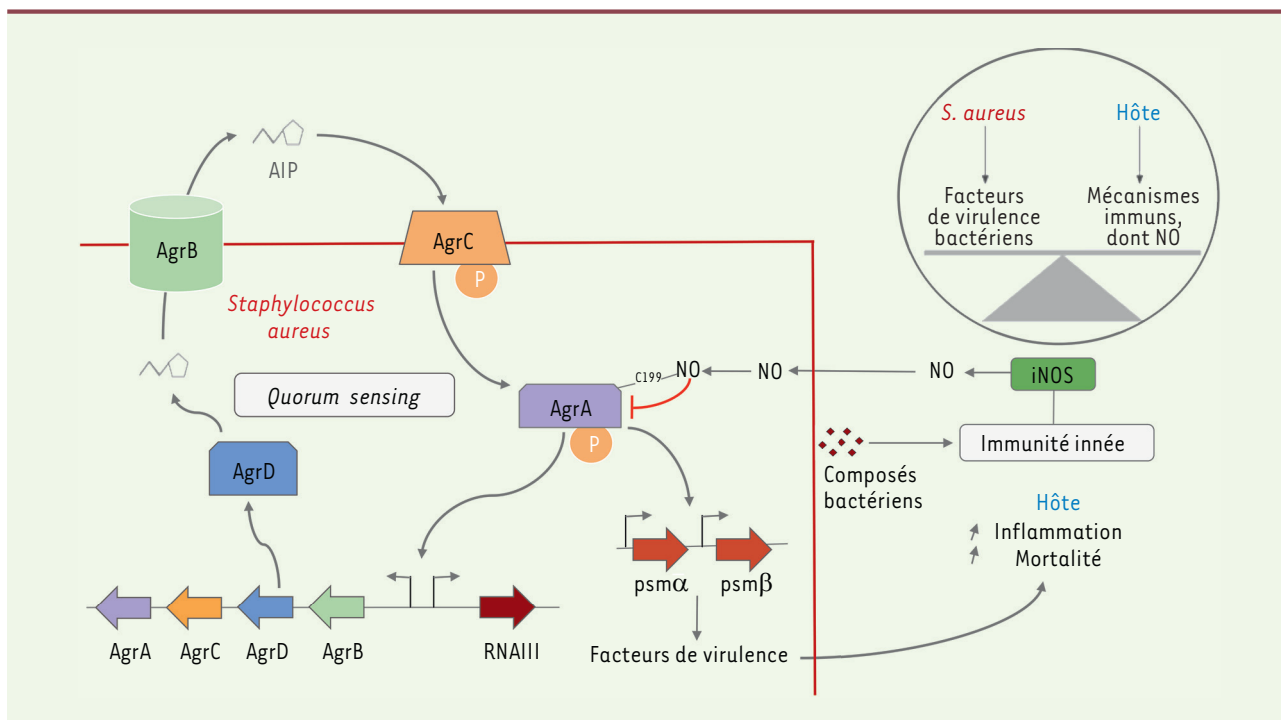 AIP
AgrB
AgrC
P
Staphylococcus
aureus
Quorum sensing
AgrD
C199
NO
NO
NO
iNOS
AgrA
P
Immunité innée
Composés
bactériens
Hôte
Inflammation
Mortalité
psmα
psmβ
Facteurs de virulence
AgrA
AgrC
AgrD
AgrB
RNAIII
S. aureus
Hôte
Facteurs
de virulence
bactériens
Mécanismes
immuns,
dont NO